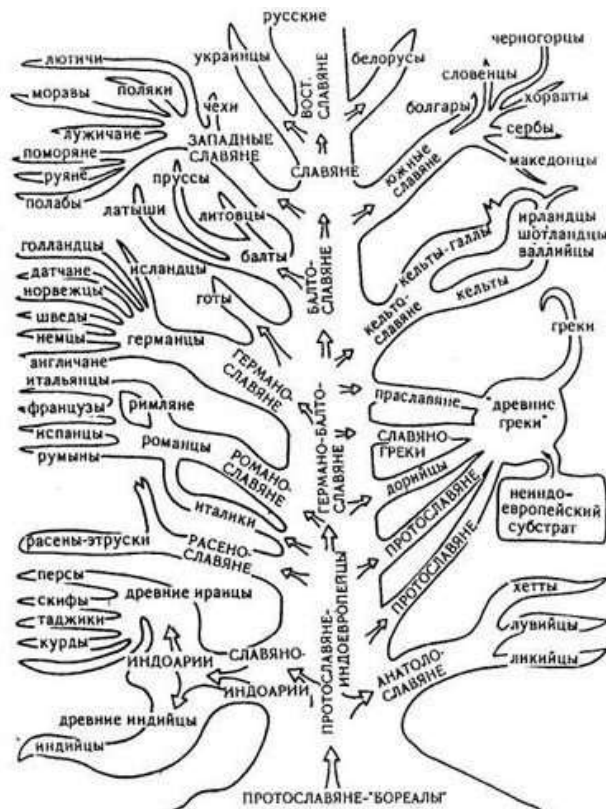 русские
украинцы
белорусы
черногорцы
лютичи
словенцы
моравы
поляки
чехи
ВОСТ.
СЛАВЯНЕ
болгары
хорваты
лужичане
ЗАПАДНЫЕ
СЛАВЯНЕ
сербы
поморяне
СЛАВЯНЕ
ЮЖНЫЕ
СЛАВЯНЕ
македонцы
руяне
пруссы
полабы
латыши
литовцы
ирландцы
шотландцы
валлийцы
голландцы
исландцы
балты
БАЛТО-
СЛАВЯНЕ
кельты-галлы
кельты
датчане
норвежцы
готы
КЕЛЬТО-
СЛАВЯНЕ
греки
шведы
немцы
германцы
ГЕРМАНО-
СЛАВЯНЕ
англичане
итальянцы
праславяне
"древние
греки"
французы
римляне
ГЕРМАНО-БАЛТО-
СЛАВЯНЕ
СЛАВЯНО-
ГРЕКИ
испанцы
романцы
РОМАНО-
СЛАВЯНЕ
румыны
дорийцы
ПРОТОСЛАВЯНЕ
неиндо-
европейский
субстрат
италики
расены-этруски
РАСЕНО-
СЛАВЯНЕ
ПРОТОСЛАВЯНЕ
персы
древние иранцы
хетты
скифы
таджики
ПРОТОСЛАВЯНЕ-
ИНДОЕВРОПЕЙЦЫ
лувийцы
курды
ИНДОАРИИ
СЛАВЯНО-
ИНДОАРИИ
АНАТОЛО-
СЛАВЯНЕ
ликийцы
древние индийцы
индийцы
ПРОТОСЛАВЯНЕ-"БОРЕАЛЫ"